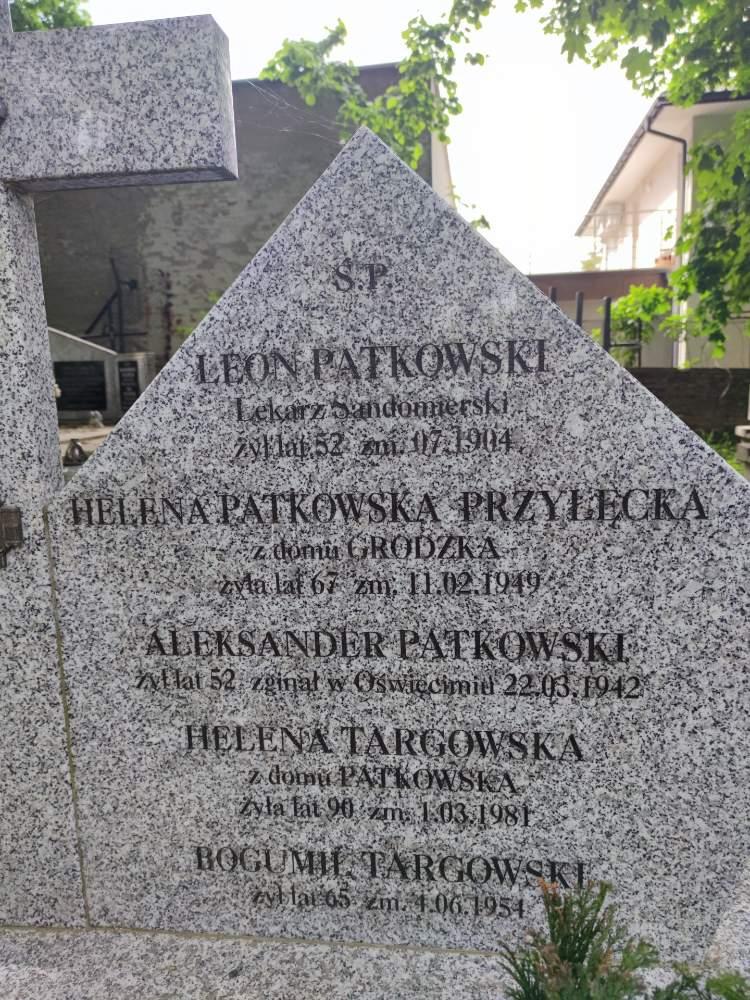 Ś.P.
LEON PATKOWSKI
Lekarz Sandomierski
żył lat 52 zm. 07.1904
HELENA PATKOWSKA PRZYŁĘCKA
z domu GRODZKA
żyła lat 67 zm. 11.02.1949
ALEKSANDER PATKOWSKI
żył lat 52 zginął w Oświęcimiu 22.03.1942
HELENA TARGOWSKA
z domu PATKOWSKA
żyła lat 90 zm. 1.03.1981
BOGUMIŁ TARGOWSKI
żył lat 65 zm. 4.06.1954